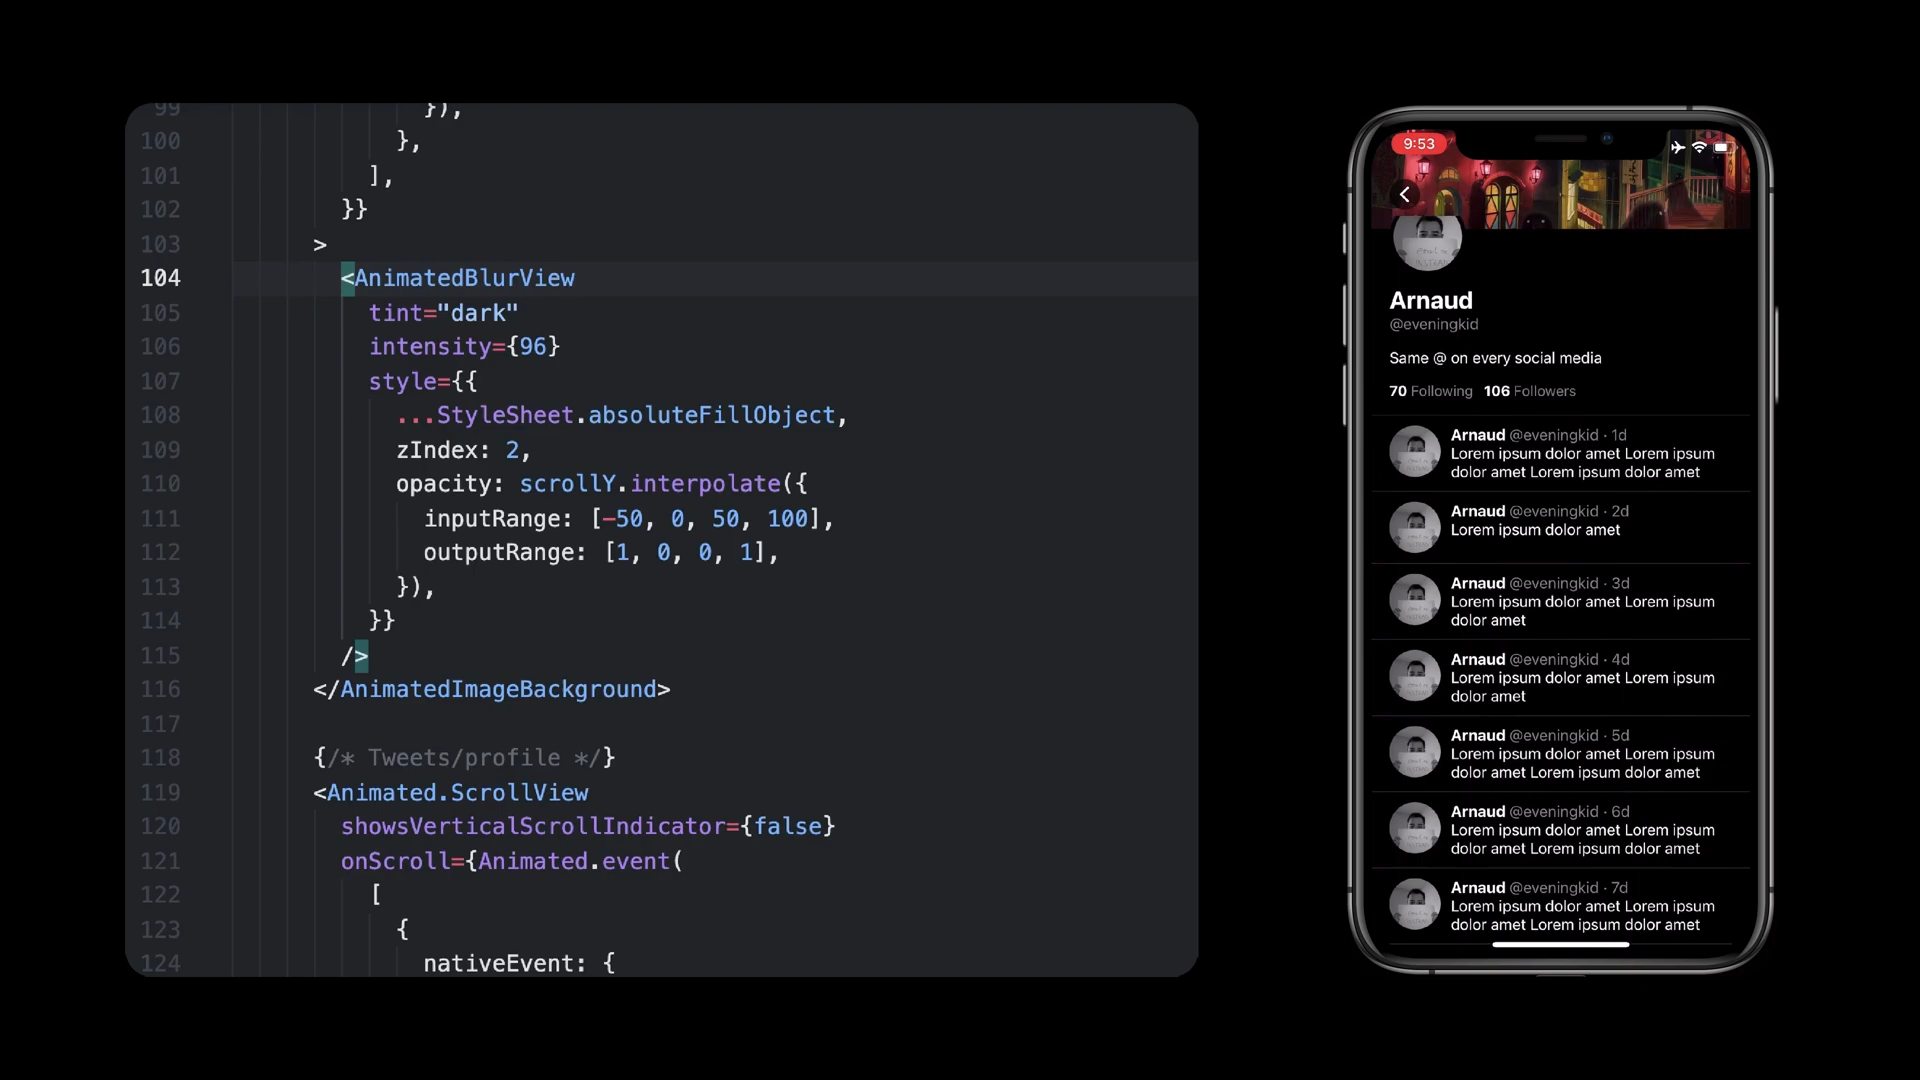 99 }),
100 },
101 ],
102 }}
103 >
104 <AnimatedBlurView
105 tint="dark"
106 intensity={96}
107 style={{
108 ...StyleSheet.absoluteFillObject,
109 zIndex: 2,
110 opacity: scrollY.interpolate({
111 inputRange: [-50, 0, 50, 100],
112 outputRange: [1, 0, 0, 1],
113 }),
114 }}
115 />
116 </AnimatedImageBackground>
117
118 {/* Tweets/profile */}
119 <Animated.ScrollView
120 showsVerticalScrollIndicator={false}
121 onScroll={Animated.event(
122 [
123 {
124 nativeEvent: {
9:53
Arnaud
@eveningkid
Same @ on every social media
70 Following 106 Followers
Arnaud @eveningkid · 1d
Lorem ipsum dolor amet Lorem ipsum
dolor amet Lorem ipsum dolor amet
Arnaud @eveningkid · 2d
Lorem ipsum dolor amet
Arnaud @eveningkid · 3d
Lorem ipsum dolor amet Lorem ipsum
dolor amet
Arnaud @eveningkid · 4d
Lorem ipsum dolor amet Lorem ipsum
dolor amet
Arnaud @eveningkid · 5d
Lorem ipsum dolor amet Lorem ipsum
dolor amet Lorem ipsum dolor amet
Arnaud @eveningkid · 6d
Lorem ipsum dolor amet Lorem ipsum
dolor amet Lorem ipsum dolor amet
Arnaud @eveningkid · 7d
Lorem ipsum dolor amet Lorem ipsum
dolor amet Lorem ipsum dolor amet